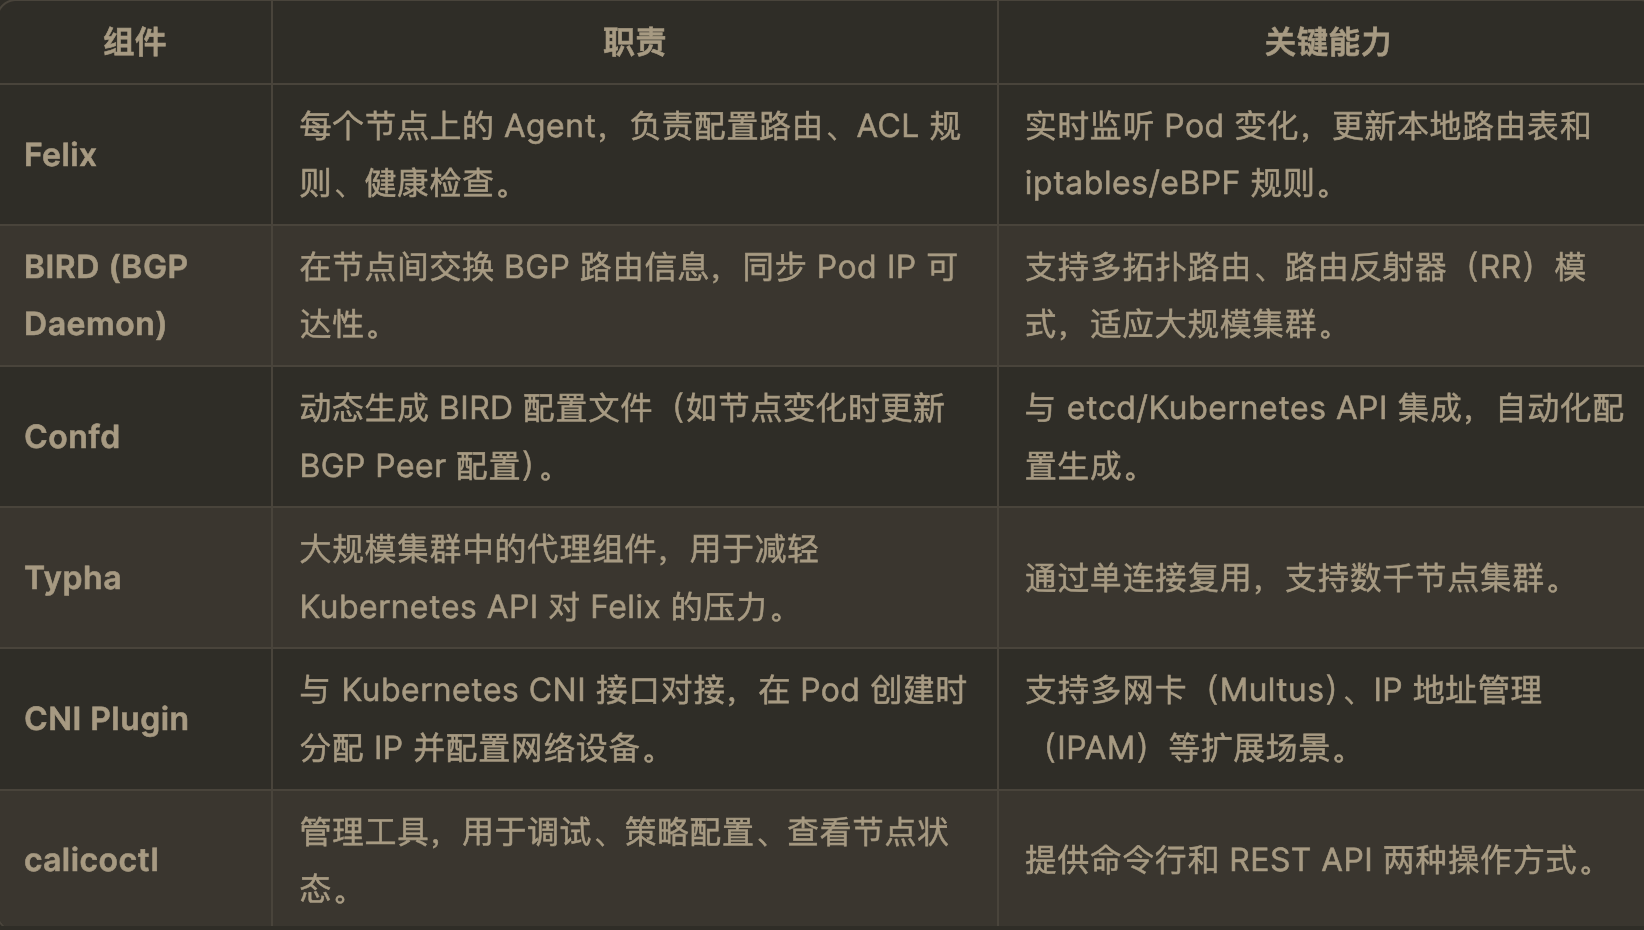 组件
职责
关键能力
Felix
每个节点上的 Agent，负责配置路由、ACL 规
则、健康检查。
实时监听 Pod 变化，更新本地路由表和
iptables/eBPF 规则。
BIRD (BGP
Daemon)
在节点间交换 BGP 路由信息，同步 Pod IP 可
达性。
支持多拓扑路由、路由反射器（RR）模
式，适应大规模集群。
Confd
动态生成 BIRD 配置文件（如节点变化时更新
BGP Peer 配置）。
与 etcd/Kubernetes API 集成，自动化配
置生成。
Typha
大规模集群中的代理组件，用于减轻
Kubernetes API 对 Felix 的压力。
通过单连接复用，支持数千节点集群。
CNI Plugin
与 Kubernetes CNI 接口对接，在 Pod 创建时
分配 IP 并配置网络设备。
支持多网卡（Multus）、IP 地址管理
（IPAM）等扩展场景。
calicoctl
管理工具，用于调试、策略配置、查看节点状
态。
提供命令行和 REST API 两种操作方式。